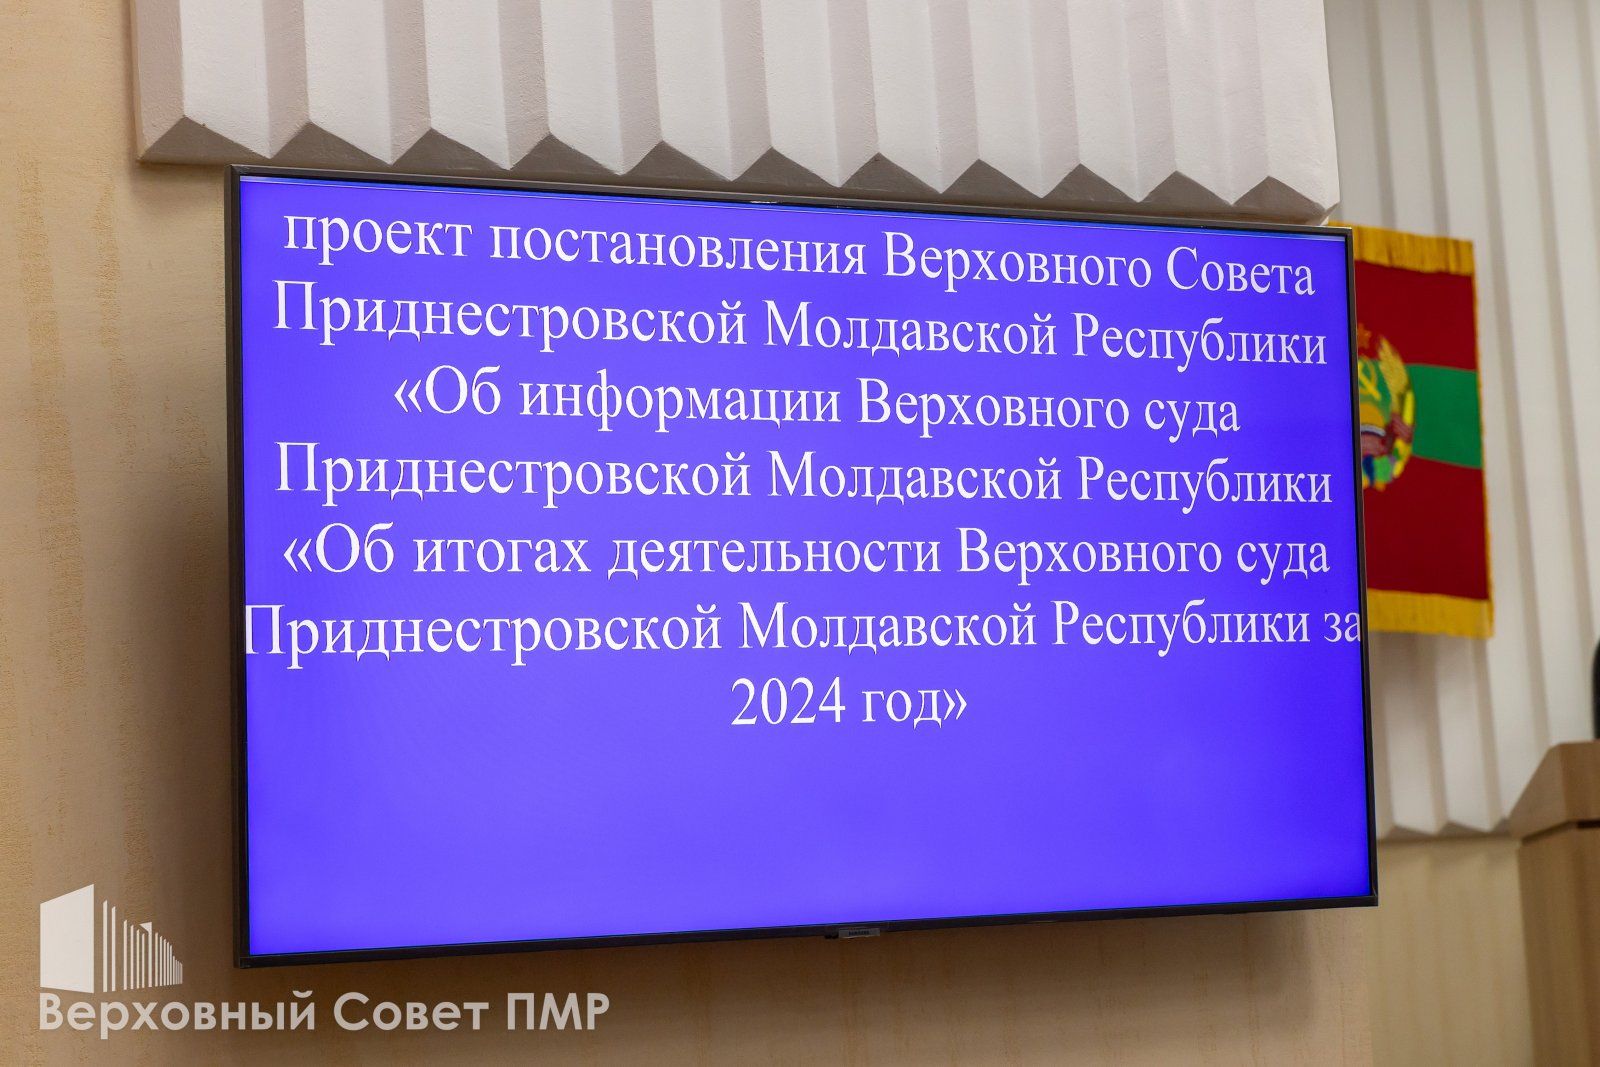 проект постановления Верховного Совета
Приднестровской Молдавской Республики
«Об информации Верховного суда
Приднестровской Молдавской Республики
«Об итогах деятельности Верховного суда
Приднестровской Молдавской Республики за
2024 год»
Верховный Совет ПМР